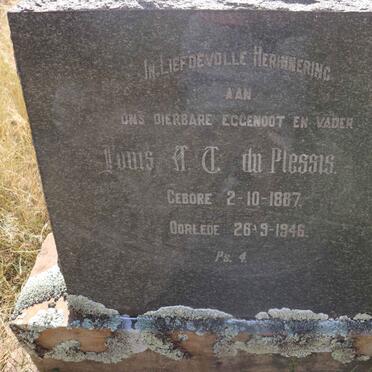 IN LIEFDEVOLLE HERINNERING
AAN
ONS DIERBARE EGGENOOT EN VADER
Louis A. T. du Plessis.
GEBORE 2-10-1887.
OORLEDE 26-9-1946.
Ps. 4.